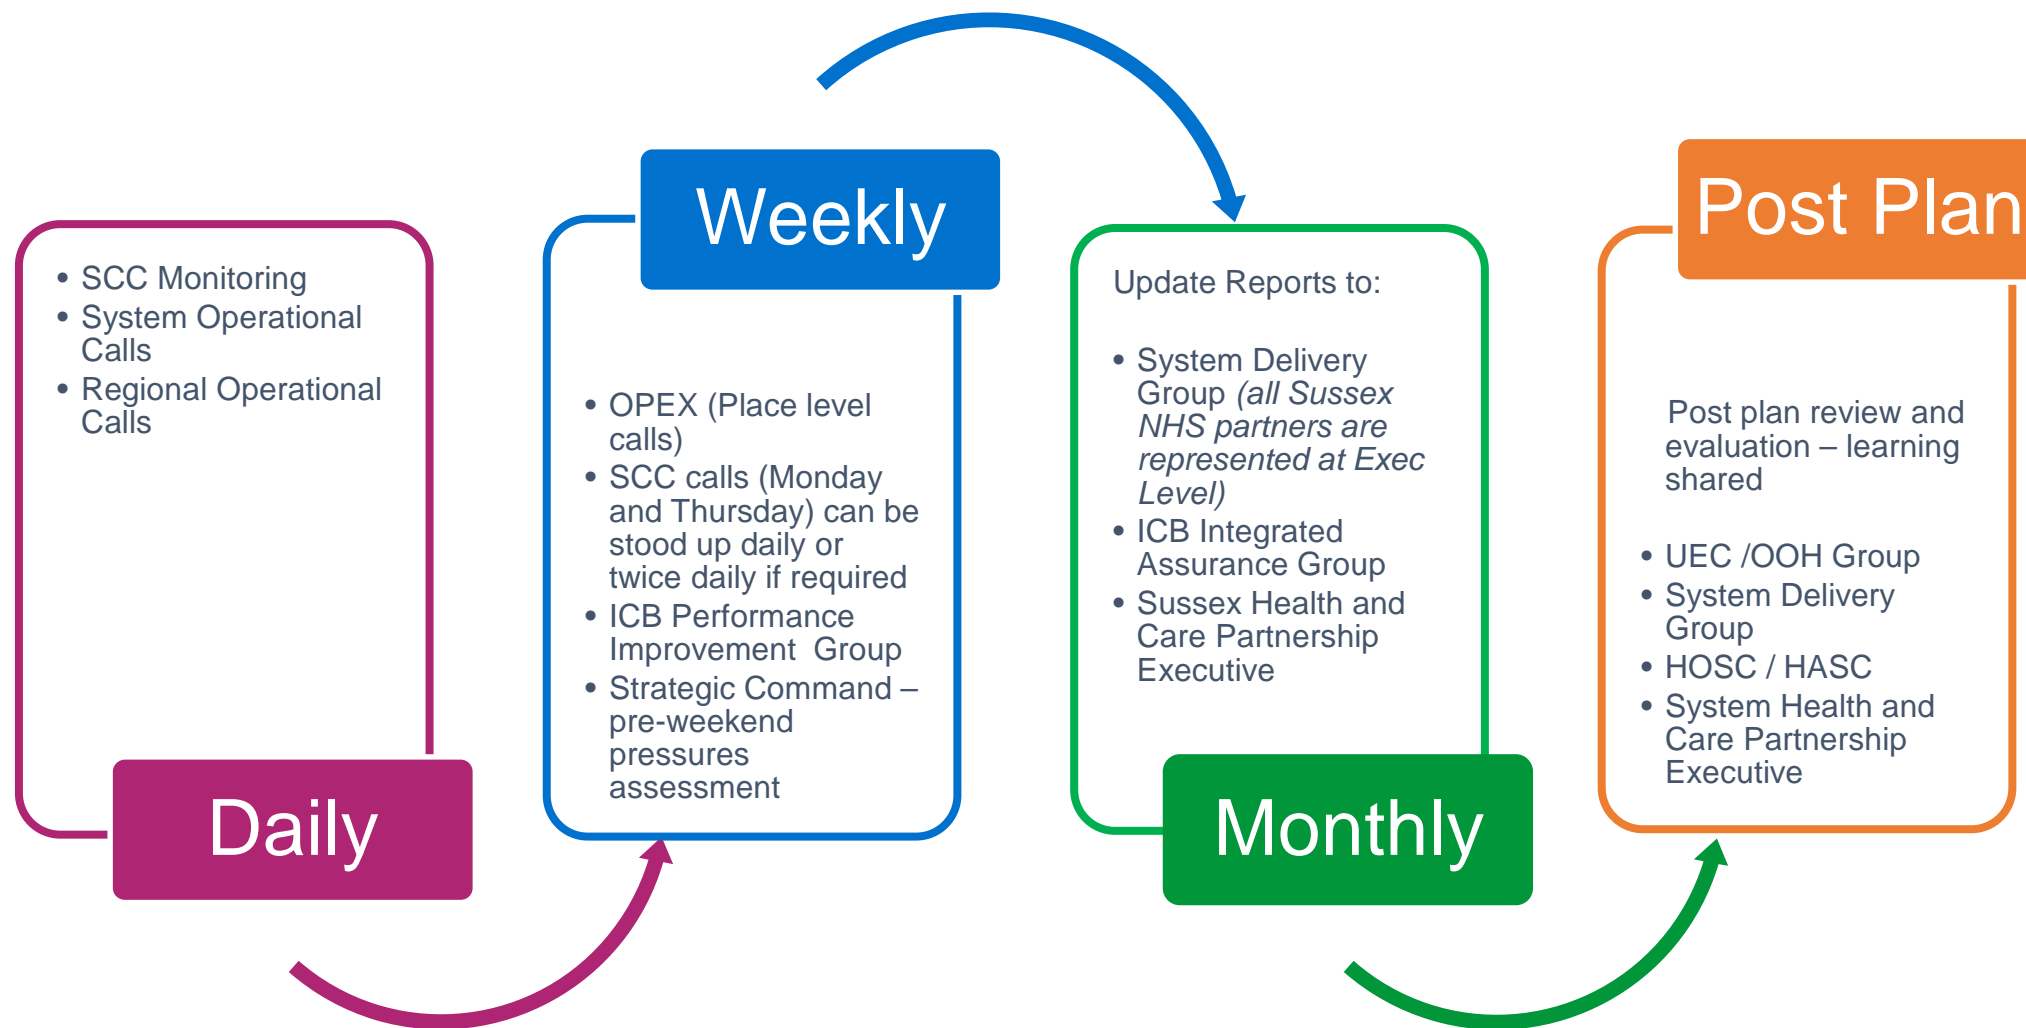 • SCC Monitoring
• System Operational
Calls
• Regional Operational
Calls
Daily
Weekly
• OPEX (Place level
calls)
• SCC calls (Monday
and Thursday) can be
stood up daily or
twice daily if required
• ICB Performance
Improvement  Group
• Strategic Command –
pre-weekend
pressures
assessment
Update Reports to:
• System Delivery
Group (all Sussex
NHS partners are
represented at Exec
Level)
• ICB Integrated
Assurance Group
• Sussex Health and
Care Partnership
Executive
Monthly
Post Plan
Post plan review and
evaluation – learning
shared
• UEC /OOH Group
• System Delivery
Group
• HOSC / HASC
• System Health and
Care Partnership
Executive